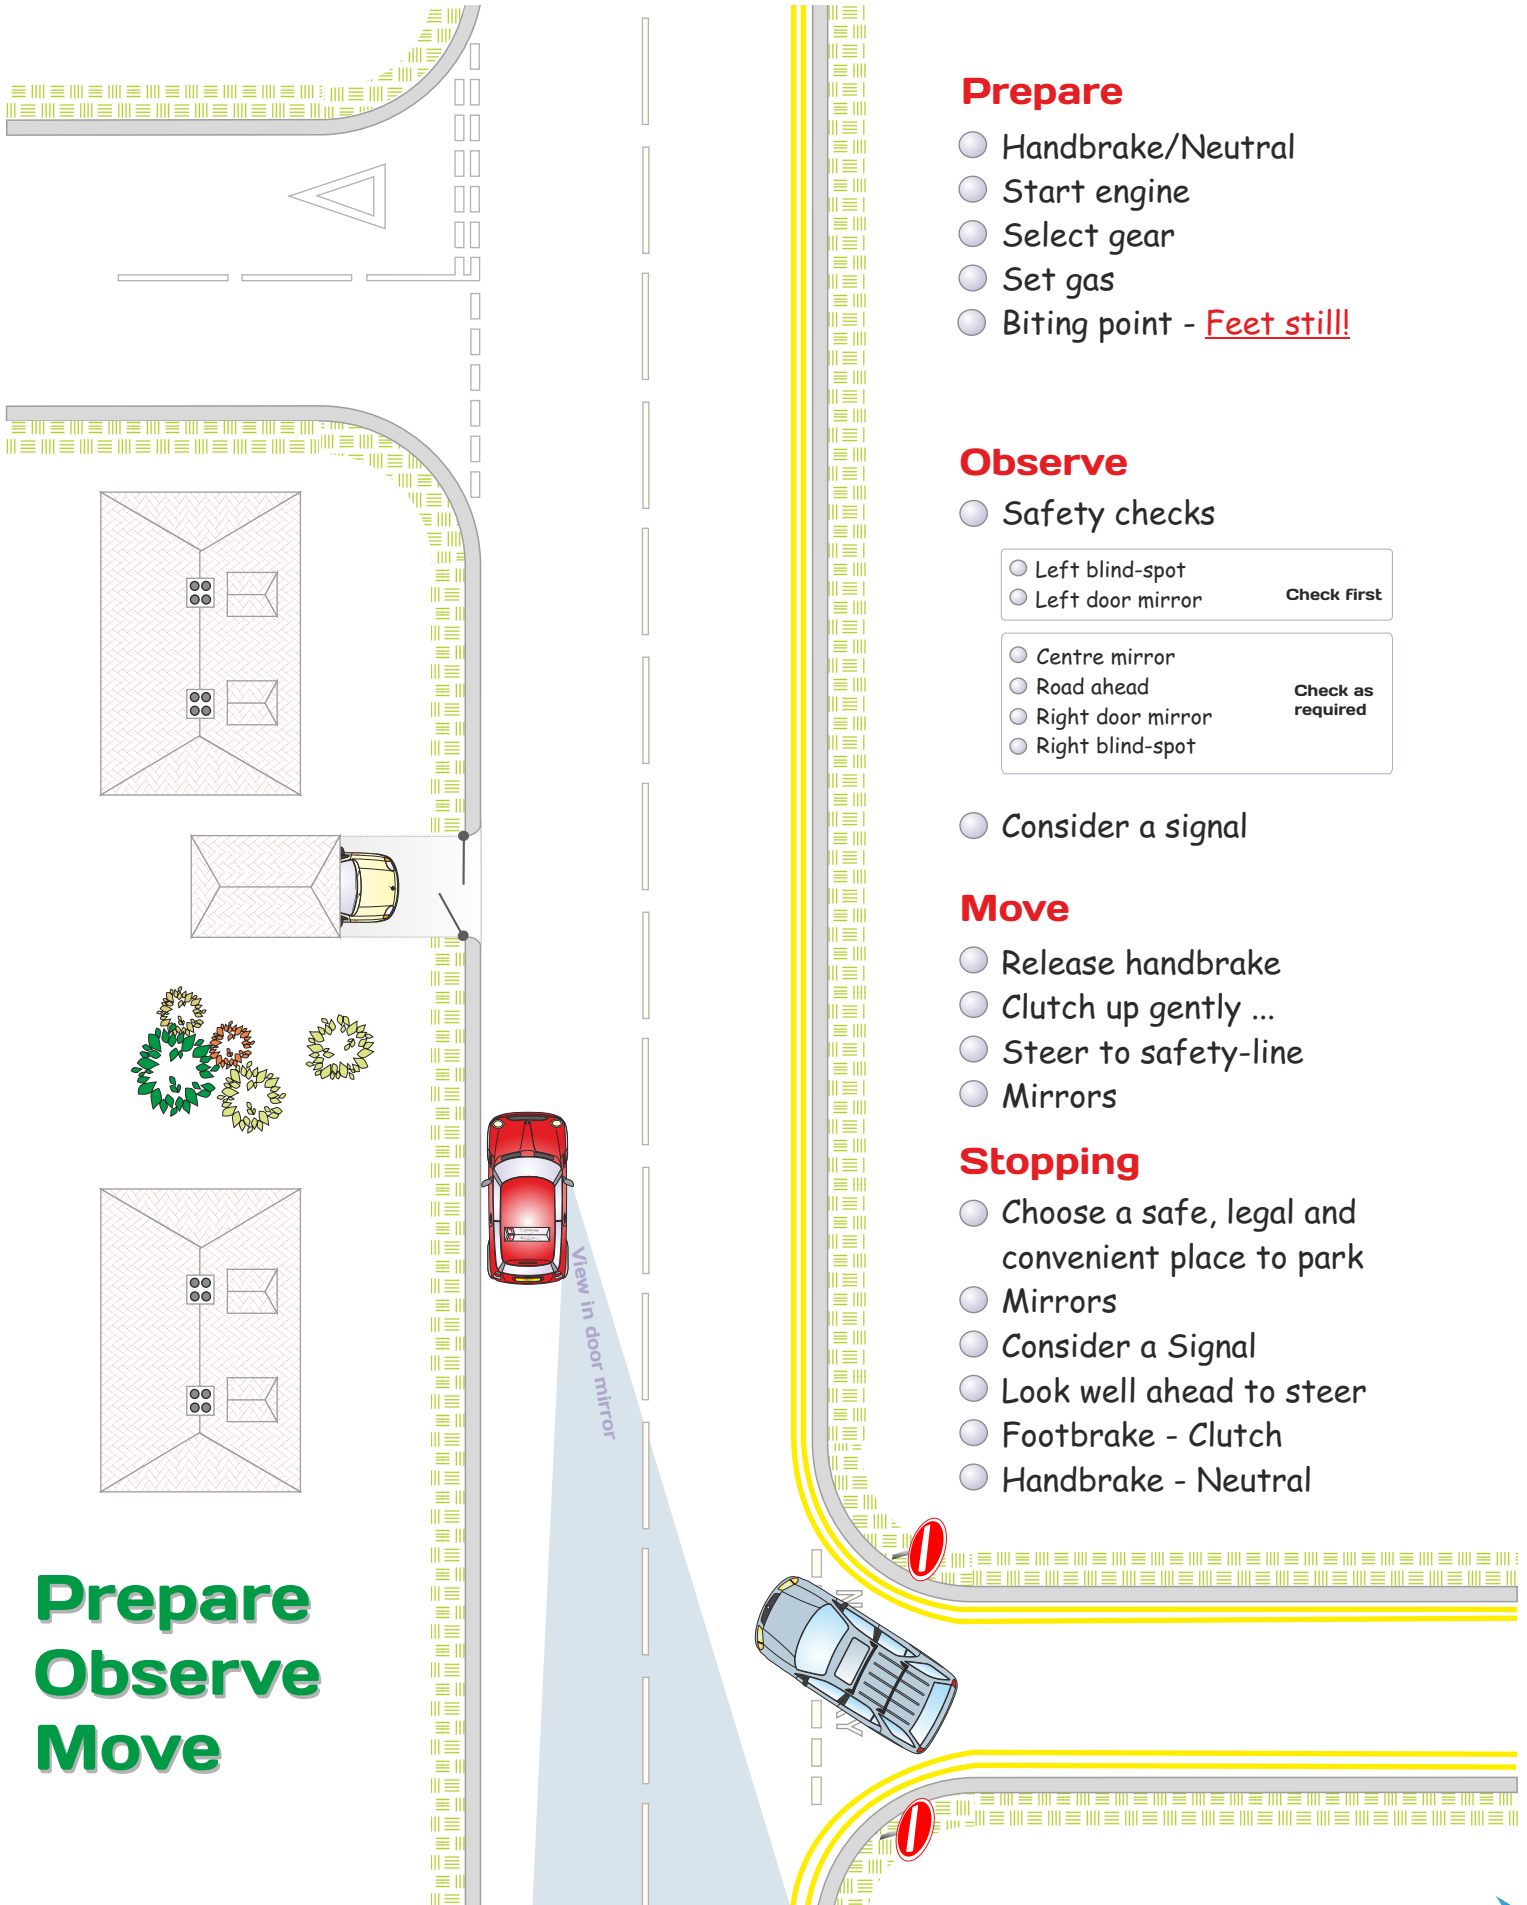 Prepare
Handbrake/Neutral
Start engine
Select gear
Set gas
Biting point - Feet still!
Observe
Safety checks
Left blind-spot
Left door mirror
Check first
Centre mirror
Road ahead
Right door mirror
Right blind-spot
Check as
required
Consider a signal
Move
Release handbrake
Clutch up gently ...
Steer to safety-line
Mirrors
Stopping
Choose a safe, legal and
convenient place to park
Mirrors
Consider a Signal
Look well ahead to steer
Footbrake - Clutch
Handbrake - Neutral
View in door mirror
Prepare
Observe
Move